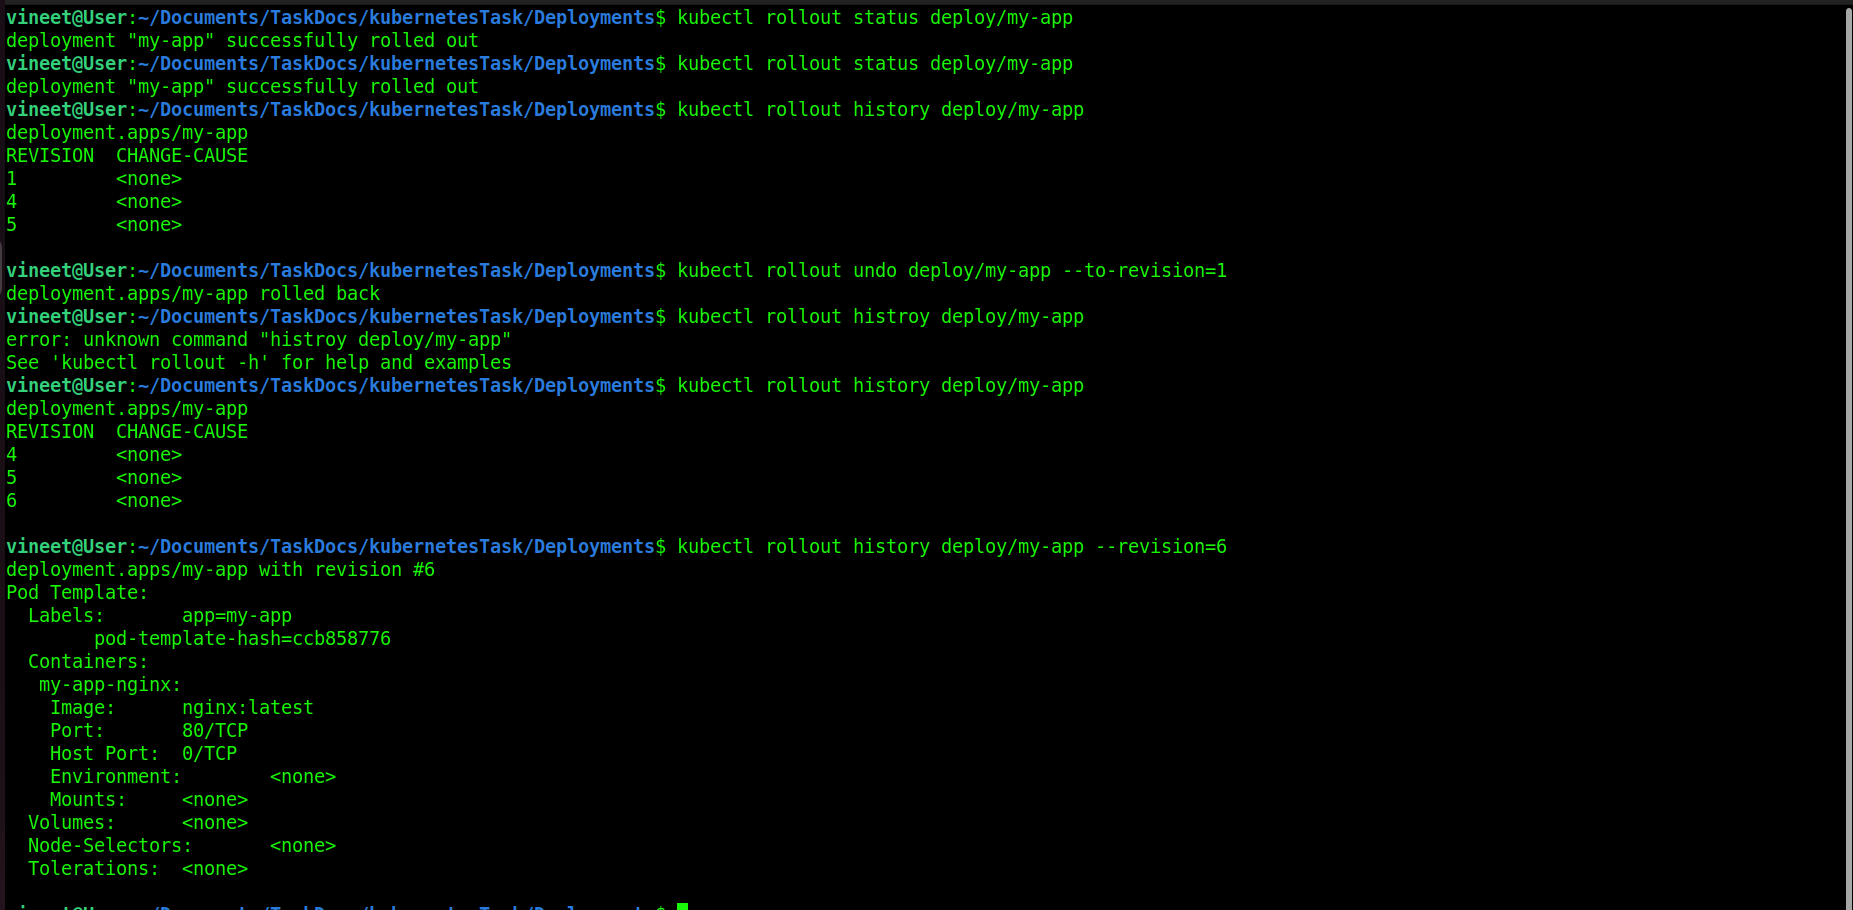 vineet@User:~/Documents/TaskDocs/kubernetesTask/Deployments$ kubectl rollout status deploy/my-app
deployment "my-app" successfully rolled out
vineet@User:~/Documents/TaskDocs/kubernetesTask/Deployments$ kubectl rollout status deploy/my-app
deployment "my-app" successfully rolled out
vineet@User:~/Documents/TaskDocs/kubernetesTask/Deployments$ kubectl rollout history deploy/my-app
deployment.apps/my-app
REVISION  CHANGE-CAUSE
1         <none>
4         <none>
5         <none>
vineet@User:~/Documents/TaskDocs/kubernetesTask/Deployments$ kubectl rollout undo deploy/my-app --to-revision=1
deployment.apps/my-app rolled back
vineet@User:~/Documents/TaskDocs/kubernetesTask/Deployments$ kubectl rollout histroy deploy/my-app
error: unknown command "histroy deploy/my-app"
See 'kubectl rollout -h' for help and examples
vineet@User:~/Documents/TaskDocs/kubernetesTask/Deployments$ kubectl rollout history deploy/my-app
deployment.apps/my-app
REVISION  CHANGE-CAUSE
4         <none>
5         <none>
6         <none>
vineet@User:~/Documents/TaskDocs/kubernetesTask/Deployments$ kubectl rollout history deploy/my-app --revision=6
deployment.apps/my-app with revision #6
Pod Template:
  Labels:       app=my-app
        pod-template-hash=ccb858776
  Containers:
   my-app-nginx:
    Image:      nginx:latest
    Port:       80/TCP
    Host Port:  0/TCP
    Environment:        <none>
    Mounts:     <none>
  Volumes:      <none>
  Node-Selectors:       <none>
  Tolerations:  <none>